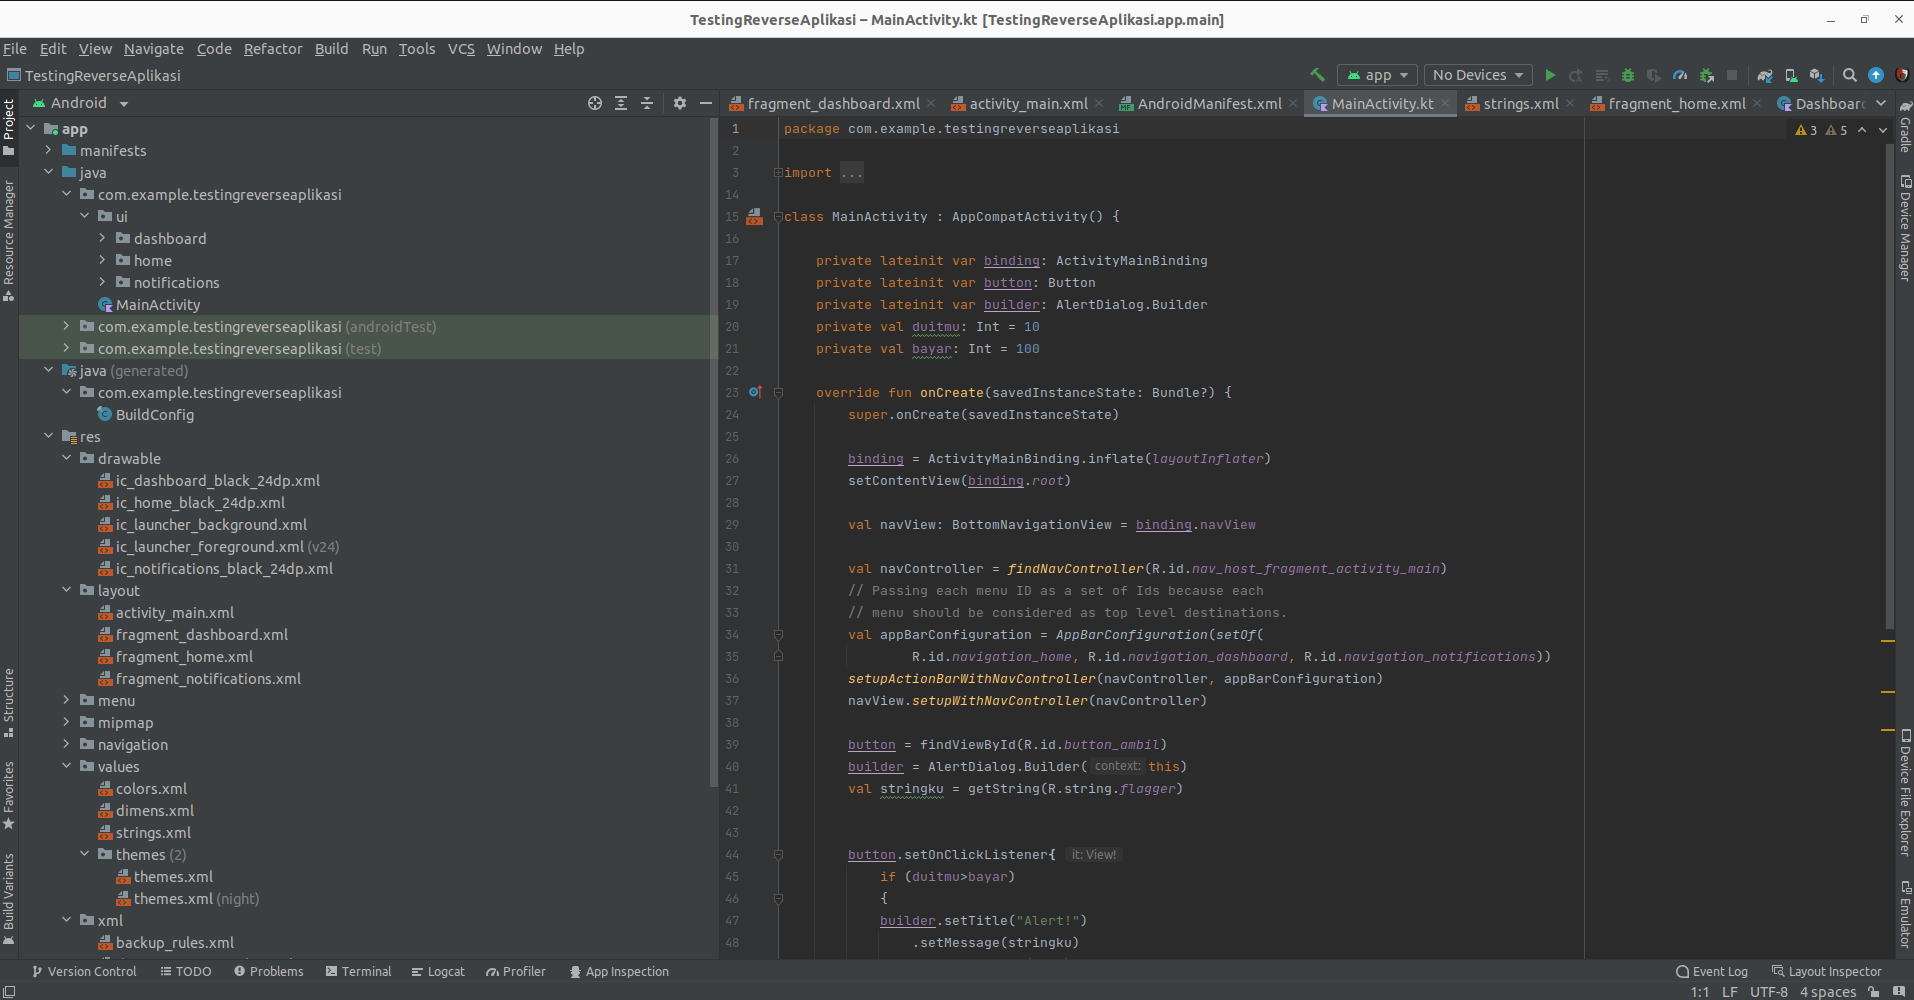 TestingReverseAplikasi – MainActivity.kt [TestingReverseAplikasi.app.main]
File Edit View Navigate Code Refactor Build Run Tools VCS Window Help
TestingReverseAplikasi
app
No Devices
Project
Resource Manager
Structure
Favorites
Build Variants
Android
app
manifests
java
com.example.testingreverseaplikasi
ui
dashboard
home
notifications
MainActivity
com.example.testingreverseaplikasi (androidTest)
com.example.testingreverseaplikasi (test)
java (generated)
com.example.testingreverseaplikasi
BuildConfig
res
drawable
ic_dashboard_black_24dp.xml
ic_home_black_24dp.xml
ic_launcher_background.xml
ic_launcher_foreground.xml (v24)
ic_notifications_black_24dp.xml
layout
activity_main.xml
fragment_dashboard.xml
fragment_home.xml
fragment_notifications.xml
menu
mipmap
navigation
values
colors.xml
dimens.xml
strings.xml
themes (2)
themes.xml
themes.xml (night)
xml
backup_rules.xml
fragment_dashboard.xml activity_main.xml AndroidManifest.xml MainActivity.kt strings.xml fragment_home.xml Dashboar
3 5
1 package com.example.testingreverseaplikasi
2
3 import ...
14
15 class MainActivity : AppCompatActivity() {
16
17 private lateinit var binding: ActivityMainBinding
18 private lateinit var button: Button
19 private lateinit var builder: AlertDialog.Builder
20 private val duitmu: Int = 10
21 private val bayar: Int = 100
22
23 override fun onCreate(savedInstanceState: Bundle?) {
24 super.onCreate(savedInstanceState)
25
26 binding = ActivityMainBinding.inflate(layoutInflater)
27 setContentView(binding.root)
28
29 val navView: BottomNavigationView = binding.navView
30
31 val navController = findNavController(R.id.nav_host_fragment_activity_main)
32 // Passing each menu ID as a set of Ids because each
33 // menu should be considered as top level destinations.
34 val appBarConfiguration = AppBarConfiguration(setOf(
35 R.id.navigation_home, R.id.navigation_dashboard, R.id.navigation_notifications))
36 setupActionBarWithNavController(navController, appBarConfiguration)
37 navView.setupWithNavController(navController)
38
39 button = findViewById(R.id.button_ambil)
40 builder = AlertDialog.Builder( context: this)
41 val stringku = getString(R.string.flagger)
42
43
44 button.setOnClickListener{ it: View!
45 if (duitmu>bayar)
46 {
47 builder.setTitle("Alert!")
48 .setMessage(stringku)
Gradle
Device Manager
Device File Explorer
Emulator
Version Control TODO Problems Terminal Logcat Profiler App Inspection Event Log Layout Inspector
1:1 LF UTF-8 4 spaces